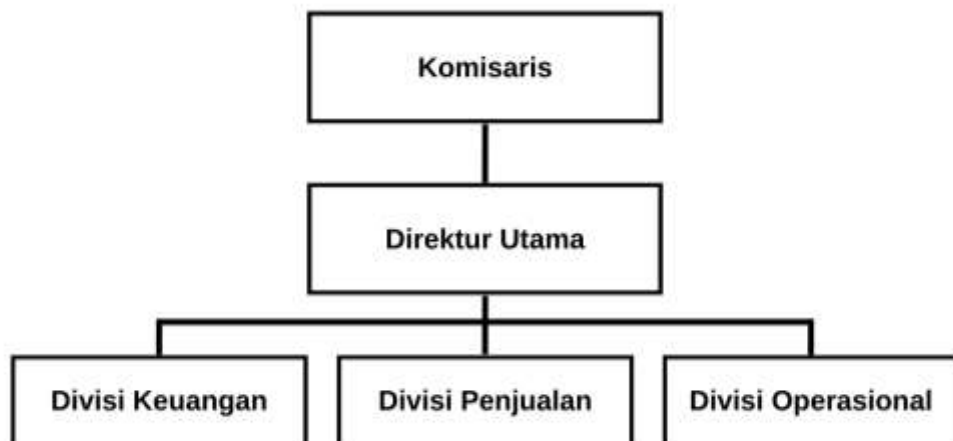 Komisaris
Direktur Utama
Divisi Keuangan
Divisi Penjualan
Divisi Operasional